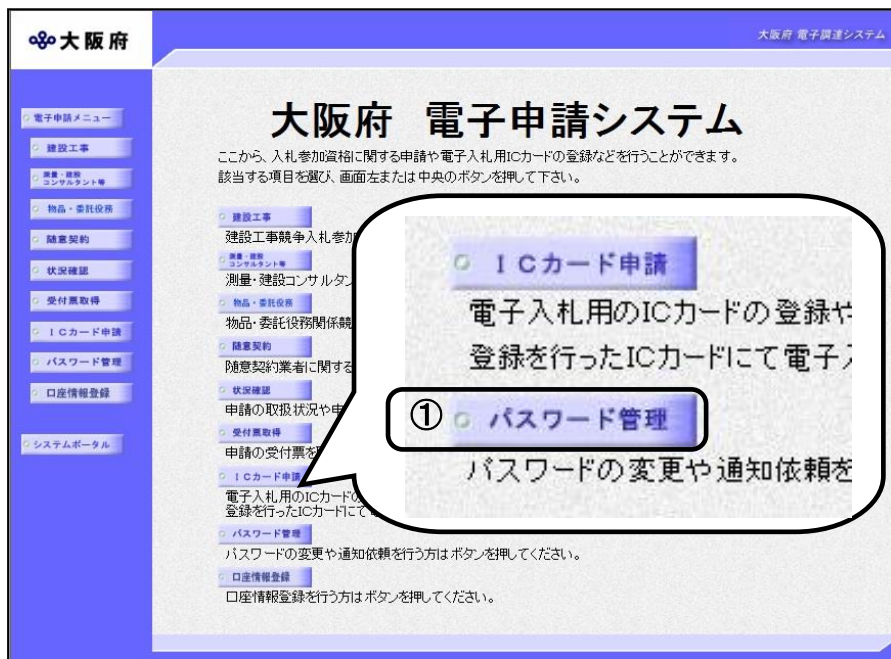 大阪府
大阪府 電子調達システム
電子申請メニュー
建設工事
測量・建設
コンサルタント等
物品・委託役務
随意契約
状況確認
受付票取得
ICカード申請
パスワード管理
口座情報登録
システムポータル
大阪府 電子申請システム
ここから、入札参加資格に関する申請や電子入札用ICカードの登録などを行うことができます。
該当する項目を選び、画面左または中央のボタンを押して下さい。
建設工事
建設工事競争入札参加
測量・建設
コンサルタント等
測量・建設コンサルタン
物品・委託役務
物品・委託役務関係競
随意契約
随意契約業者に関する
状況確認
申請の取扱状況や申
受付票取得
申請の受付票を
ICカード申請
電子入札用のICカードの
登録を行ったICカードにて
パスワード管理
パスワードの変更や通知依頼を行う方はボタンを押してください。
口座情報登録
口座情報登録を行う方はボタンを押してください。
ICカード申請
電子入札用のICカードの登録や
登録を行ったICカードにて電子入
① パスワード管理
パスワードの変更や通知依頼を